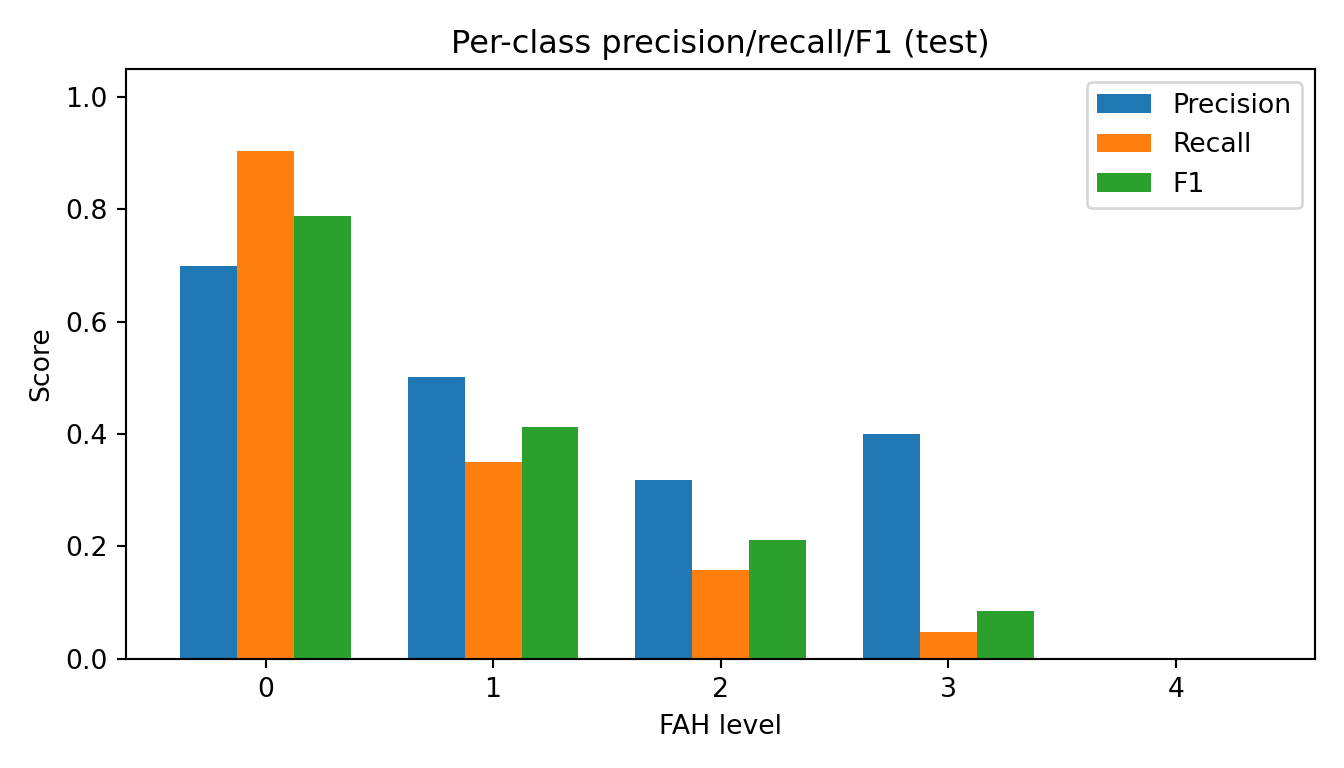 Per-class precision/recall/F1 (test)
Precision
Recall
F1
Score
1.0
0.8
0.6
0.4
0.2
0.0
0 1 2 3 4
FAH level